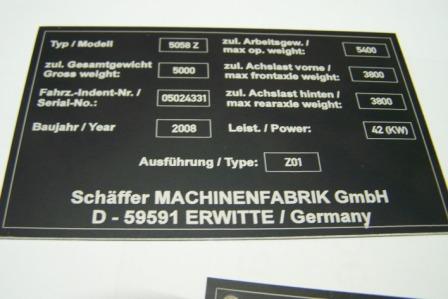 Typ / Modell 5058 Z
zul. Arbeitsgew. /
max op. weight: 5400
zul. Gesamtgewicht
Gross weight: 5000
zul. Achslast vorne /
max frontaxle weight: 3800
Fahrz.-Indent-Nr. /
Serial-No.: 05024331
zul. Achslast hinten /
max rearaxle weight: 3800
Baujahr / Year 2008
Leist. / Power: 42 (KW)
Ausführung / Type: Z01
Schäffer MACHINENFABRIK GmbH
D - 59591 ERWITTE / Germany